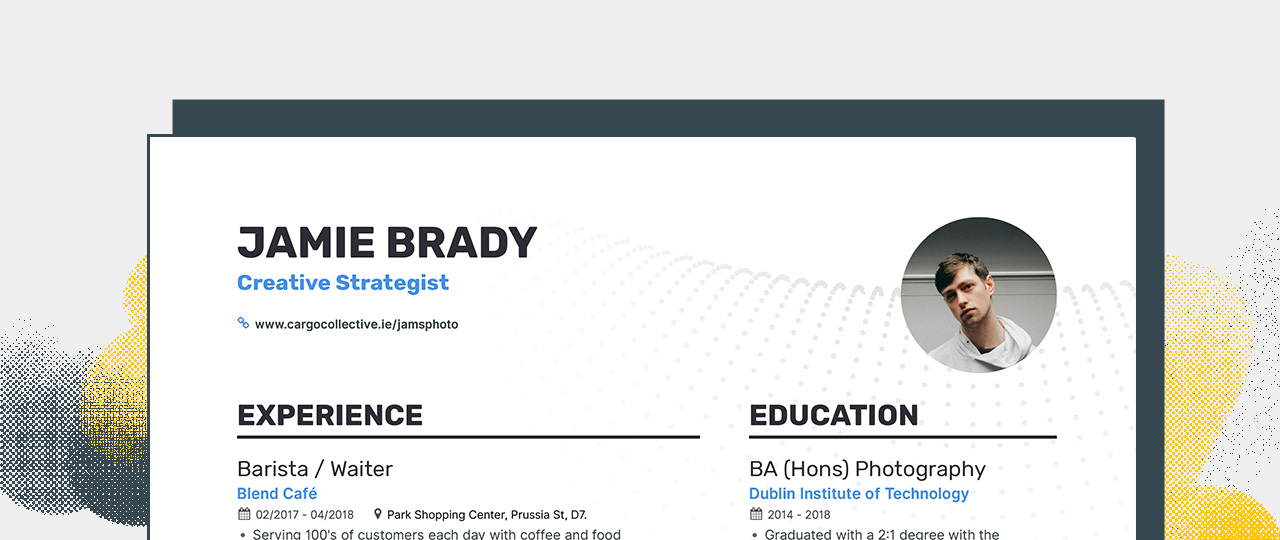 JAMIE BRADY
Creative Strategist
www.cargocollective.ie/jamsphoto
EXPERIENCE
Barista / Waiter
Blend Café
02/2017 - 04/2018 Park Shopping Center, Prussia St, D7.
• Serving 100's of customers each day with coffee and food
EDUCATION
BA (Hons) Photography
Dublin Institute of Technology
2014 - 2018
• Graduated with a 2:1 degree with the